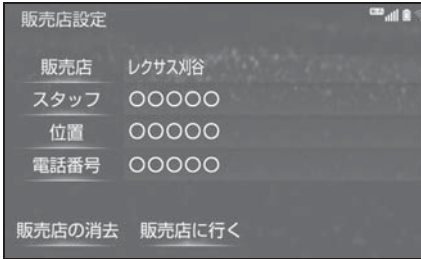 販売店設定
販売店 レクサス刈谷
スタッフ ○○○○○
位置 ○○○○○
電話番号 ○○○○○
販売店の消去 販売店に行く